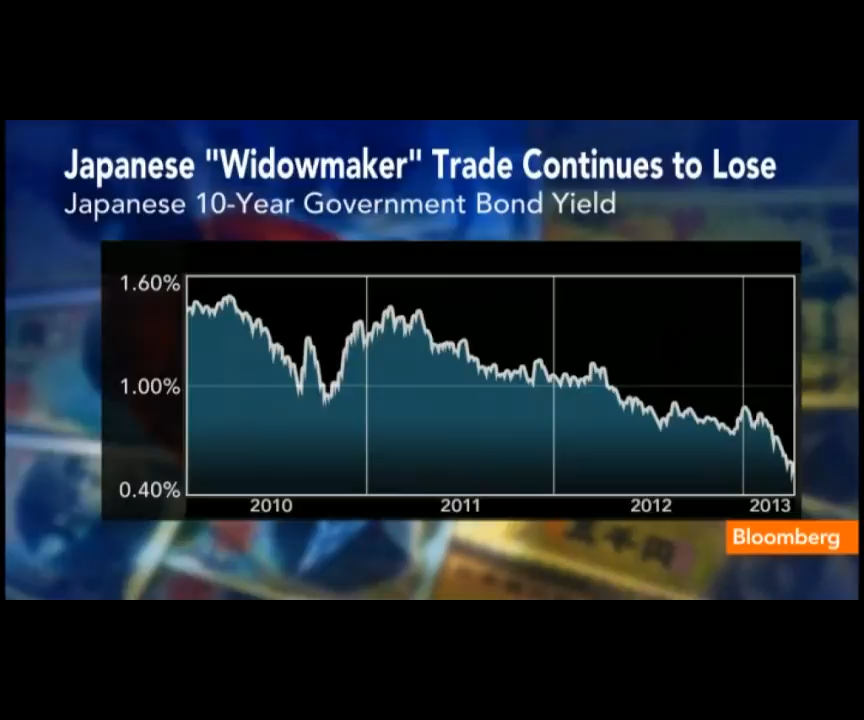 Japanese "Widowmaker" Trade Continues to Lose
Japanese 10-Year Government Bond Yield
1.60%
1.00%
0.40%
2010 2011 2012 2013
Bloomberg